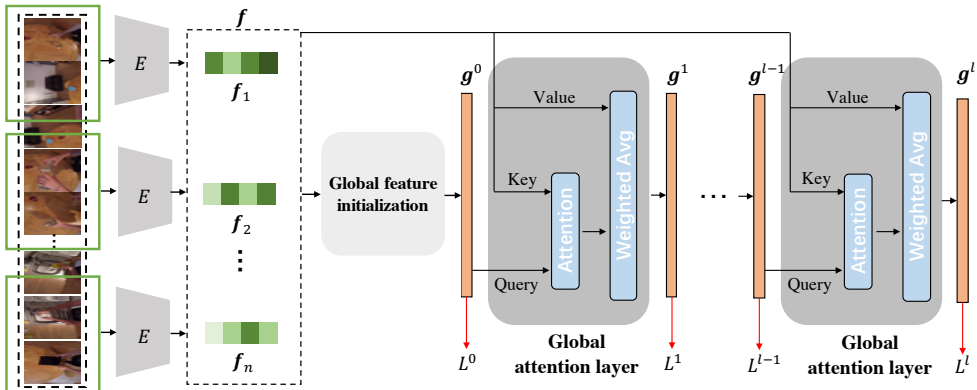 E
E
E
f
f₁
f₂
⋮
fₙ
⋮
Global feature
initialization
g⁰
Value
Key
Query
Attention
Weighted Avg
L⁰
Global
attention layer
g¹
L¹
...
gˡ⁻¹
Value
Key
Query
Attention
Weighted Avg
Lˡ⁻¹
Global
attention layer
gˡ
Lˡ